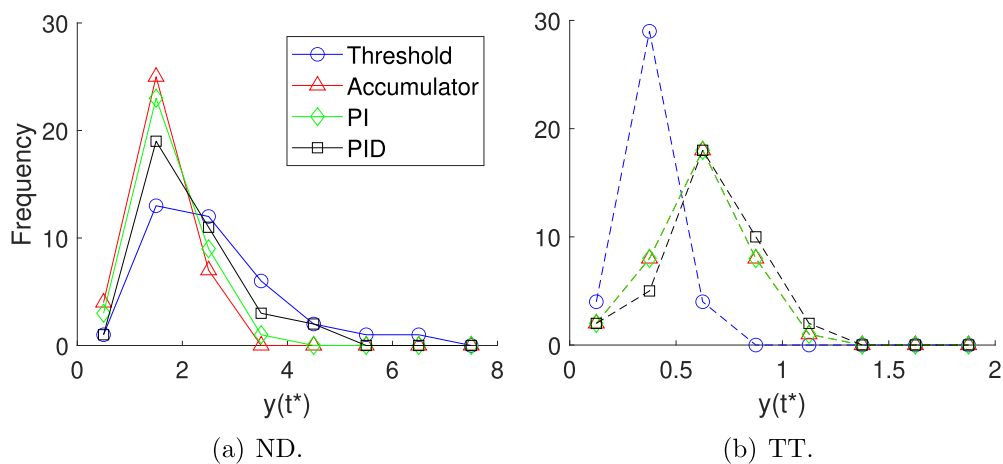 30
20
10
0
Frequency
0 2 4 6 8
y(t*)
Threshold
Accumulator
PI
PID
(a) ND.
30
20
10
0
0 0.5 1 1.5 2
y(t*)
(b) TT.